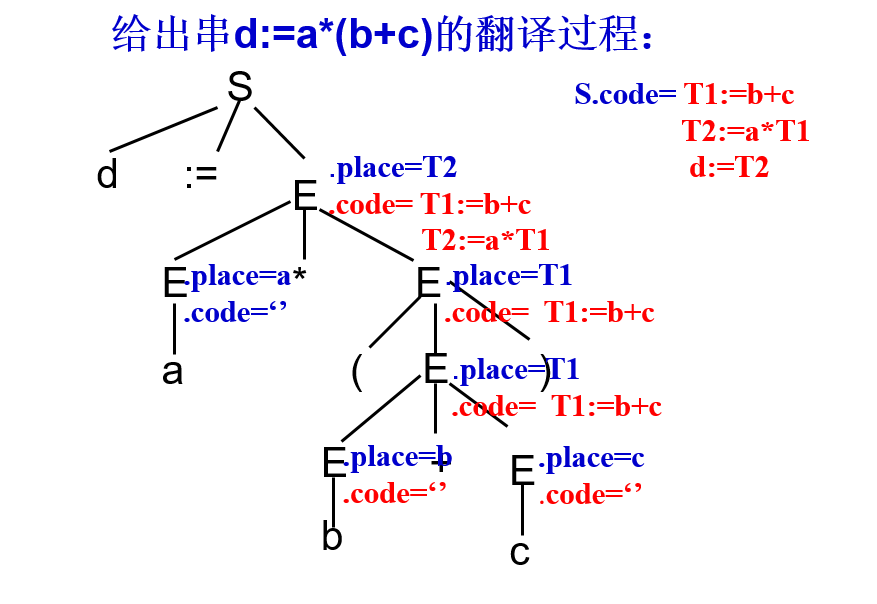 给出串d:=a*(b+c)的翻译过程：
S
S.code= T1:=b+c
T2:=a*T1
d:=T2
d := E .place=T2
.code= T1:=b+c
T2:=a*T1
E .place=a * E .place=T1
.code=‘’ .code= T1:=b+c
a ( E .place=T1 )
.code= T1:=b+c
E .place=b + E .place=c
.code=‘’ .code=‘’
b c